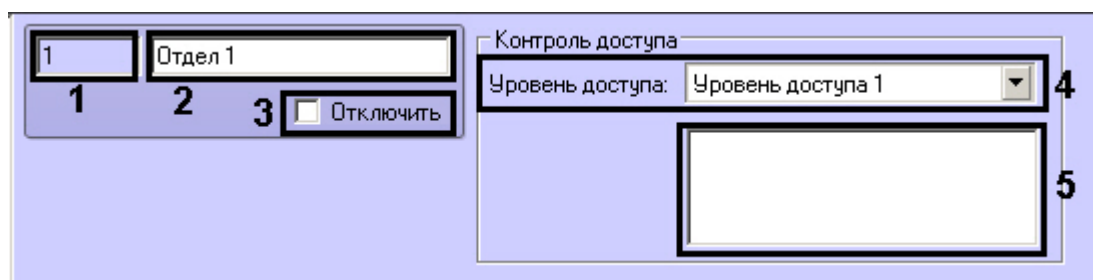 1 Отдел 1
1 2 3 Отключить
Контроль доступа
Уровень доступа: Уровень доступа 1 4
5